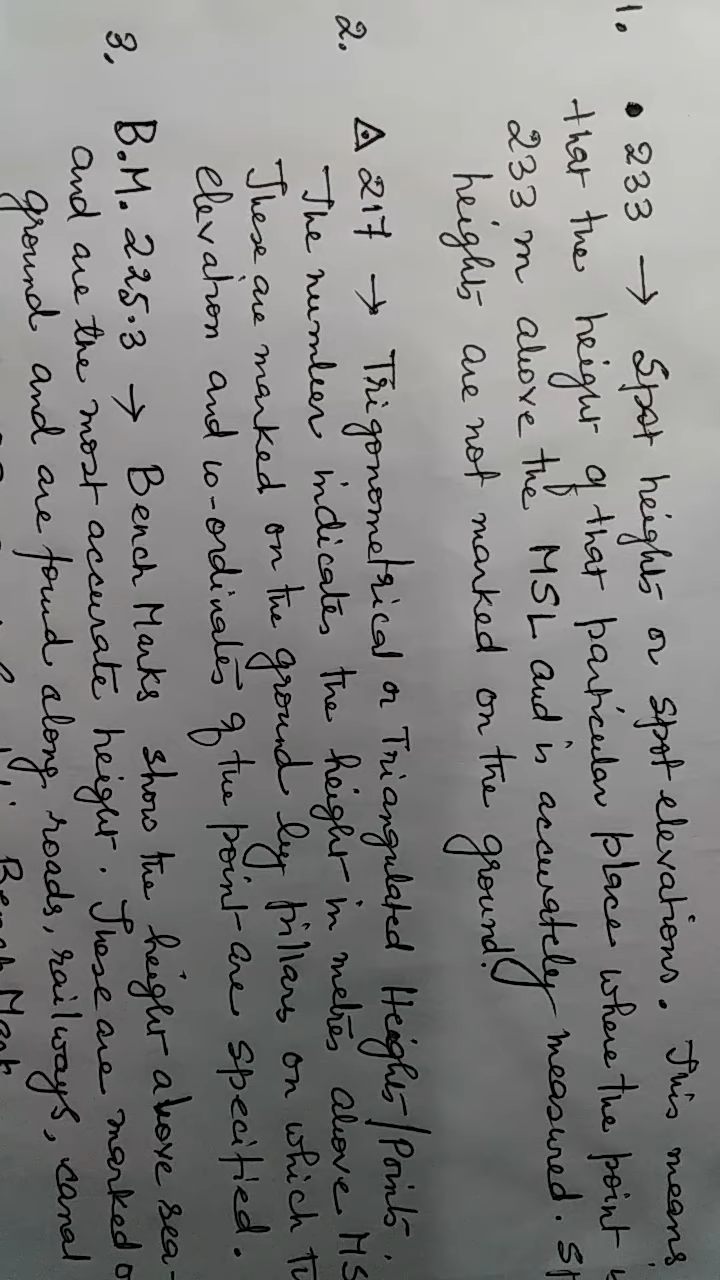 1. • 233 → Spot heights or spot elevations. This means
that the height of that particular place where the point
233 m above the MSL and is accurately measured.
heights are not marked on the ground.
2. ◬ 217 → Trigonometrical or Triangulated Heights/Points.
The number indicates the height in metres above MS
These are marked on the ground by pillars on which
elevation and co-ordinates of the point are specified.
3. B.M. 225.3 → Bench Marks show the height above sea-
and are the most accurate height. These are marked o
ground and are found along roads, railways, canal
Bench Mark